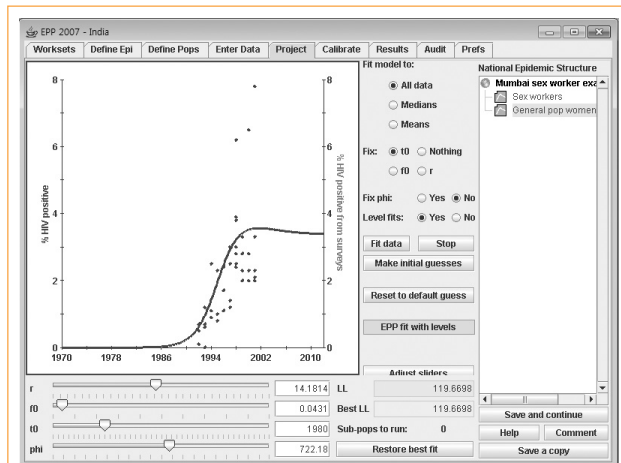 EPP 2007 - India
Worksets Define Epi Define Pops Enter Data Project Calibrate Results Audit Prefs
8
6
4
2
0
% HIV positive
1970 1978 1986 1994 2002 2010
8
6
4
2
0
% HIV positive from surveys
Fit model to:
All data
Medians
Means
Fix: t0 Nothing
f0 r
Fix phi: Yes No
Level fits: Yes No
Fit data Stop
Make initial guesses
Reset to default guess
EPP fit with levels
Adjust sliders
National Epidemic Structure
Mumbai sex worker exa
Sex workers
General pop women
r 14.1814 LL 119.6698
f0 0.0431 Best LL 119.6698
t0 1980 Sub-pops to run: 0
phi 722.18 Restore best fit
Save and continue
Help Comment
Save a copy